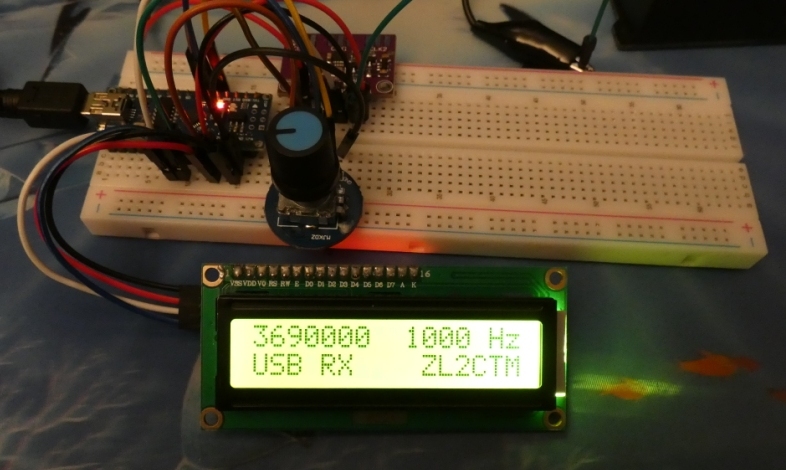 16
VSS VDD VO RS RW E D0 D1 D2 D3 D4 D5 D6 D7 A K
3690000 1000 Hz
USB RX ZL2CTM